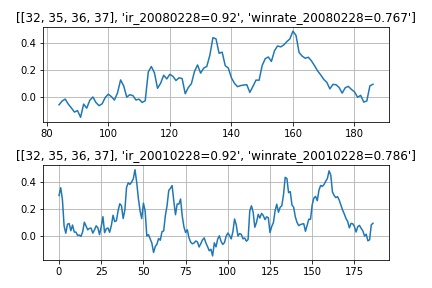 [[32, 35, 36, 37], 'ir_20080228=0.92', 'winrate_20080228=0.767']
0.4
0.2
0.0
80 100 120 140 160 180
[[32, 35, 36, 37], 'ir_20010228=0.92', 'winrate_20010228=0.786']
0.4
0.2
0.0
0 25 50 75 100 125 150 175